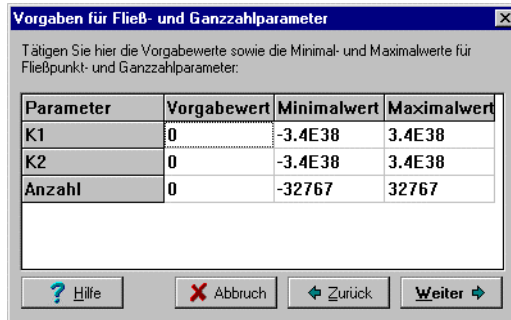 Vorgaben für Fließ- und Ganzzahlparameter
Tätigen Sie hier die Vorgabewerte sowie die Minimal- und Maximalwerte für
Fließpunkt- und Ganzzahlparameter:
Parameter Vorgabewert Minimalwert Maximalwert
K1 0 -3.4E38 3.4E38
K2 0 -3.4E38 3.4E38
Anzahl 0 -32767 32767
Hilfe Abbruch Zurück Weiter